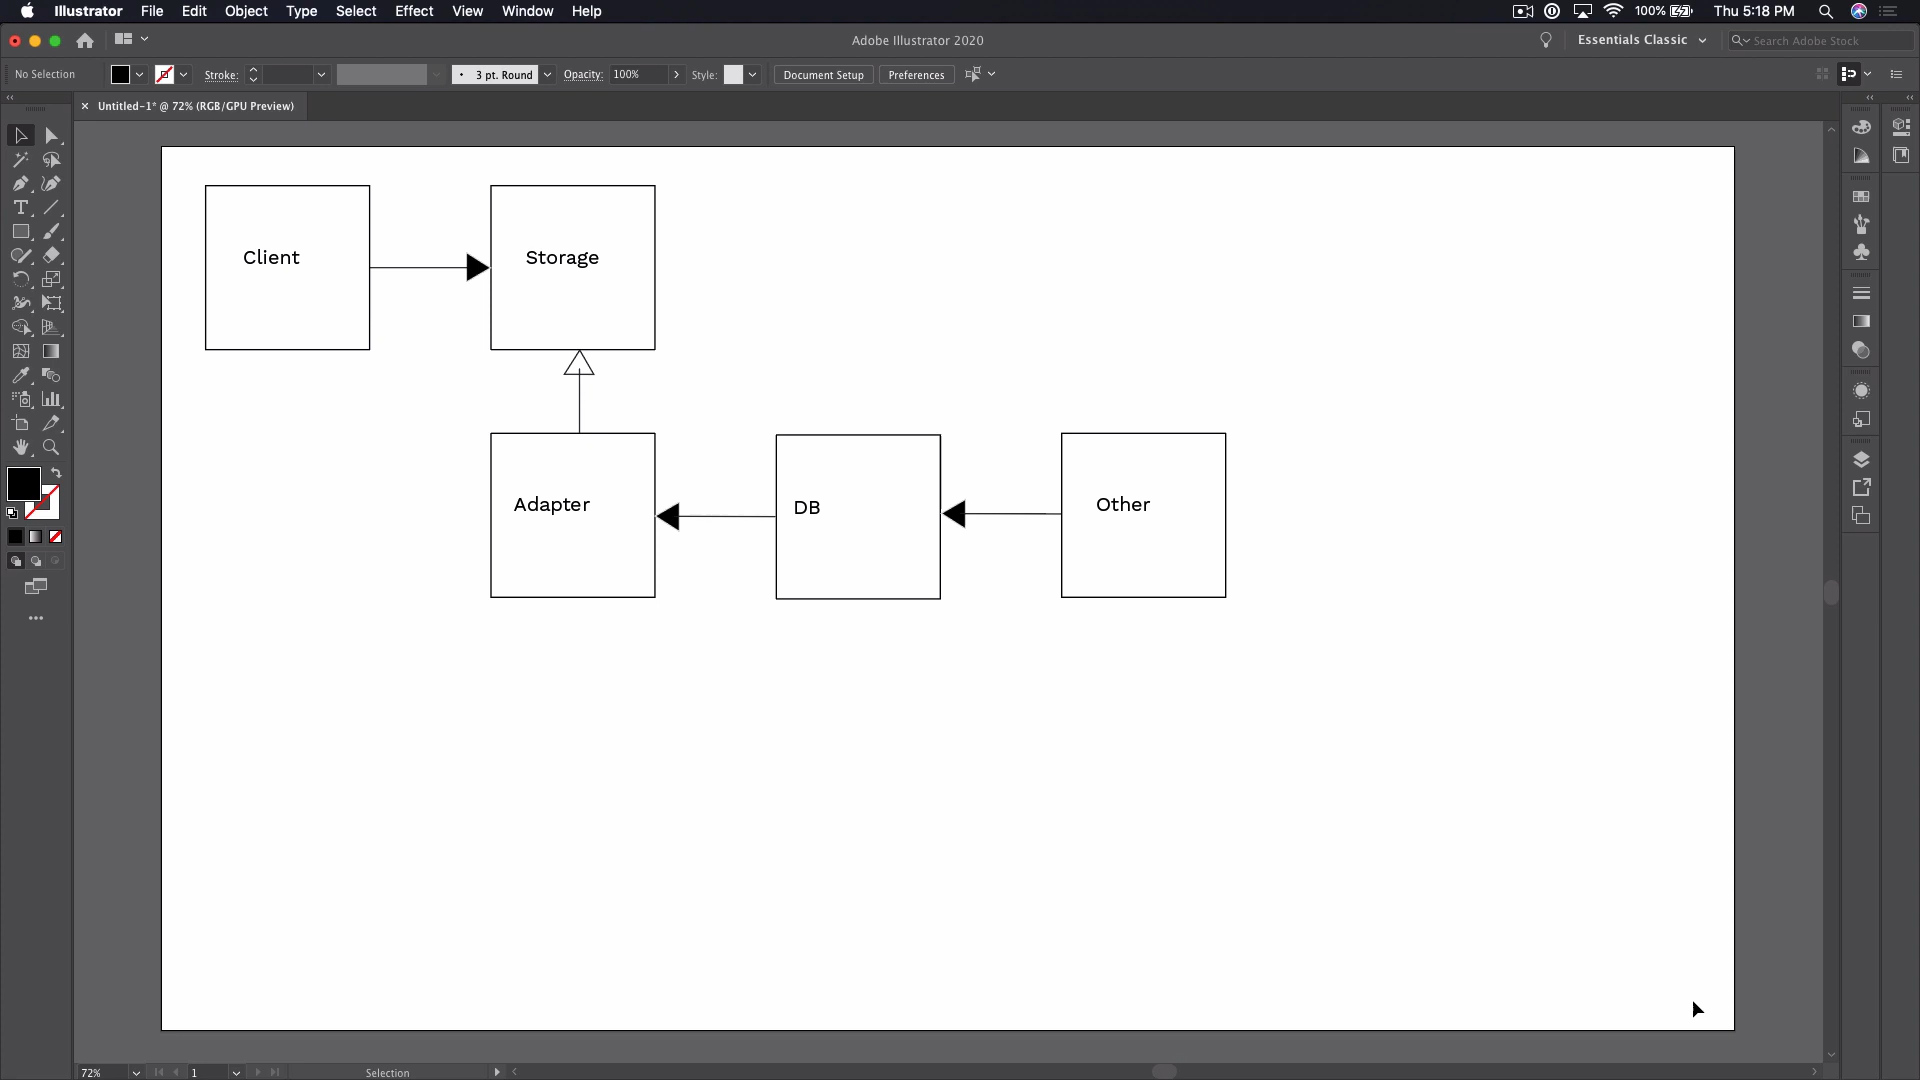 Illustrator File Edit Object Type Select Effect View Window Help 100% Thu 5:18 PM
Adobe Illustrator 2020 Essentials Classic Search Adobe Stock
No Selection Stroke: 3 pt. Round Opacity: 100% Style: Document Setup Preferences
Untitled-1* @ 72% (RGB/GPU Preview)
Client Storage
Adapter DB Other
72% 1 Selection